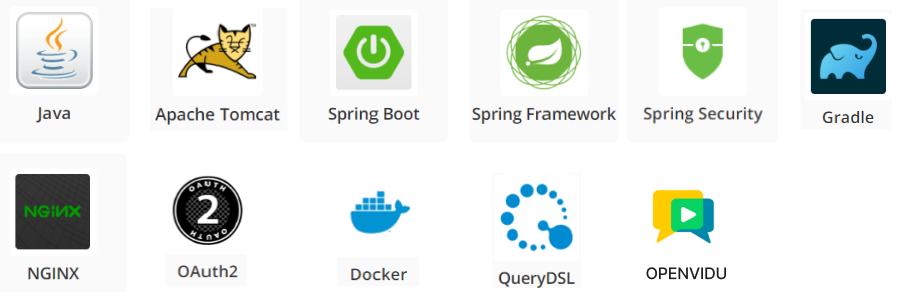 Java
Apache Tomcat
Spring Boot
Spring Framework
Spring Security
Gradle
NGINX
NGINX
OAUTH
2
OAUTH
OAuth2
Docker
QueryDSL
OPENVIDU